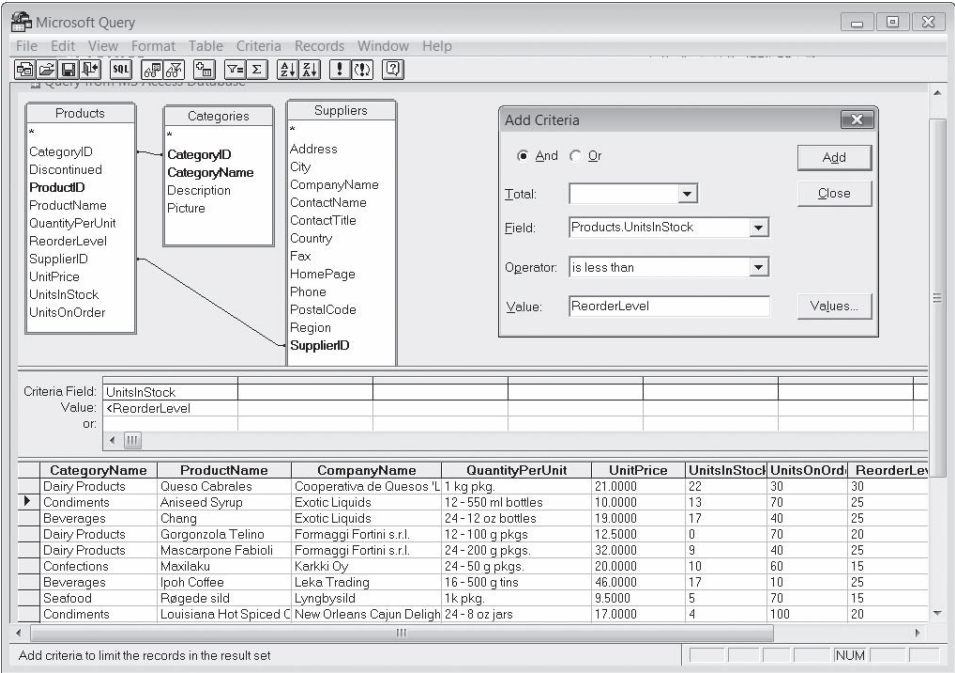 Microsoft Query
File Edit View Format Table Criteria Records Window Help
SQL
Query from MS Access Database
Products
*
CategoryID
Discontinued
ProductID
ProductName
QuantityPerUnit
ReorderLevel
SupplierID
UnitPrice
UnitsInStock
UnitsOnOrder
Categories
*
CategoryID
CategoryName
Description
Picture
Suppliers
*
Address
City
CompanyName
ContactName
ContactTitle
Country
Fax
HomePage
Phone
PostalCode
Region
SupplierID
Add Criteria
And Or
Add
Total:
Close
Field: Products.UnitsInStock
Operator: is less than
Value: ReorderLevel
Values...
Criteria Field: UnitsInStock
Value: <ReorderLevel
or:
CategoryName ProductName CompanyName QuantityPerUnit UnitPrice UnitsInStock UnitsOnOrd ReorderLev
Dairy Products Queso Cabrales Cooperativa de Quesos 'L 1 kg pkg. 21.0000 22 30 30
Condiments Aniseed Syrup Exotic Liquids 12 - 550 ml bottles 10.0000 13 70 25
Beverages Chang Exotic Liquids 24 - 12 oz bottles 19.0000 17 40 25
Dairy Products Gorgonzola Telino Formaggi Fortini s.r.l. 12 - 100 g pkgs 12.5000 0 70 20
Dairy Products Mascarpone Fabioli Formaggi Fortini s.r.l. 24 - 200 g pkgs. 32.0000 9 40 25
Confections Maxilaku Karkki Oy 24 - 50 g pkgs. 20.0000 10 60 15
Beverages Ipoh Coffee Leka Trading 16 - 500 g tins 46.0000 17 10 25
Seafood Røgede sild Lyngbysild 1k pkg. 9.5000 5 70 15
Condiments Louisiana Hot Spiced C New Orleans Cajun Deligh 24 - 8 oz jars 17.0000 4 100 20
Add criteria to limit the records in the result set
NUM